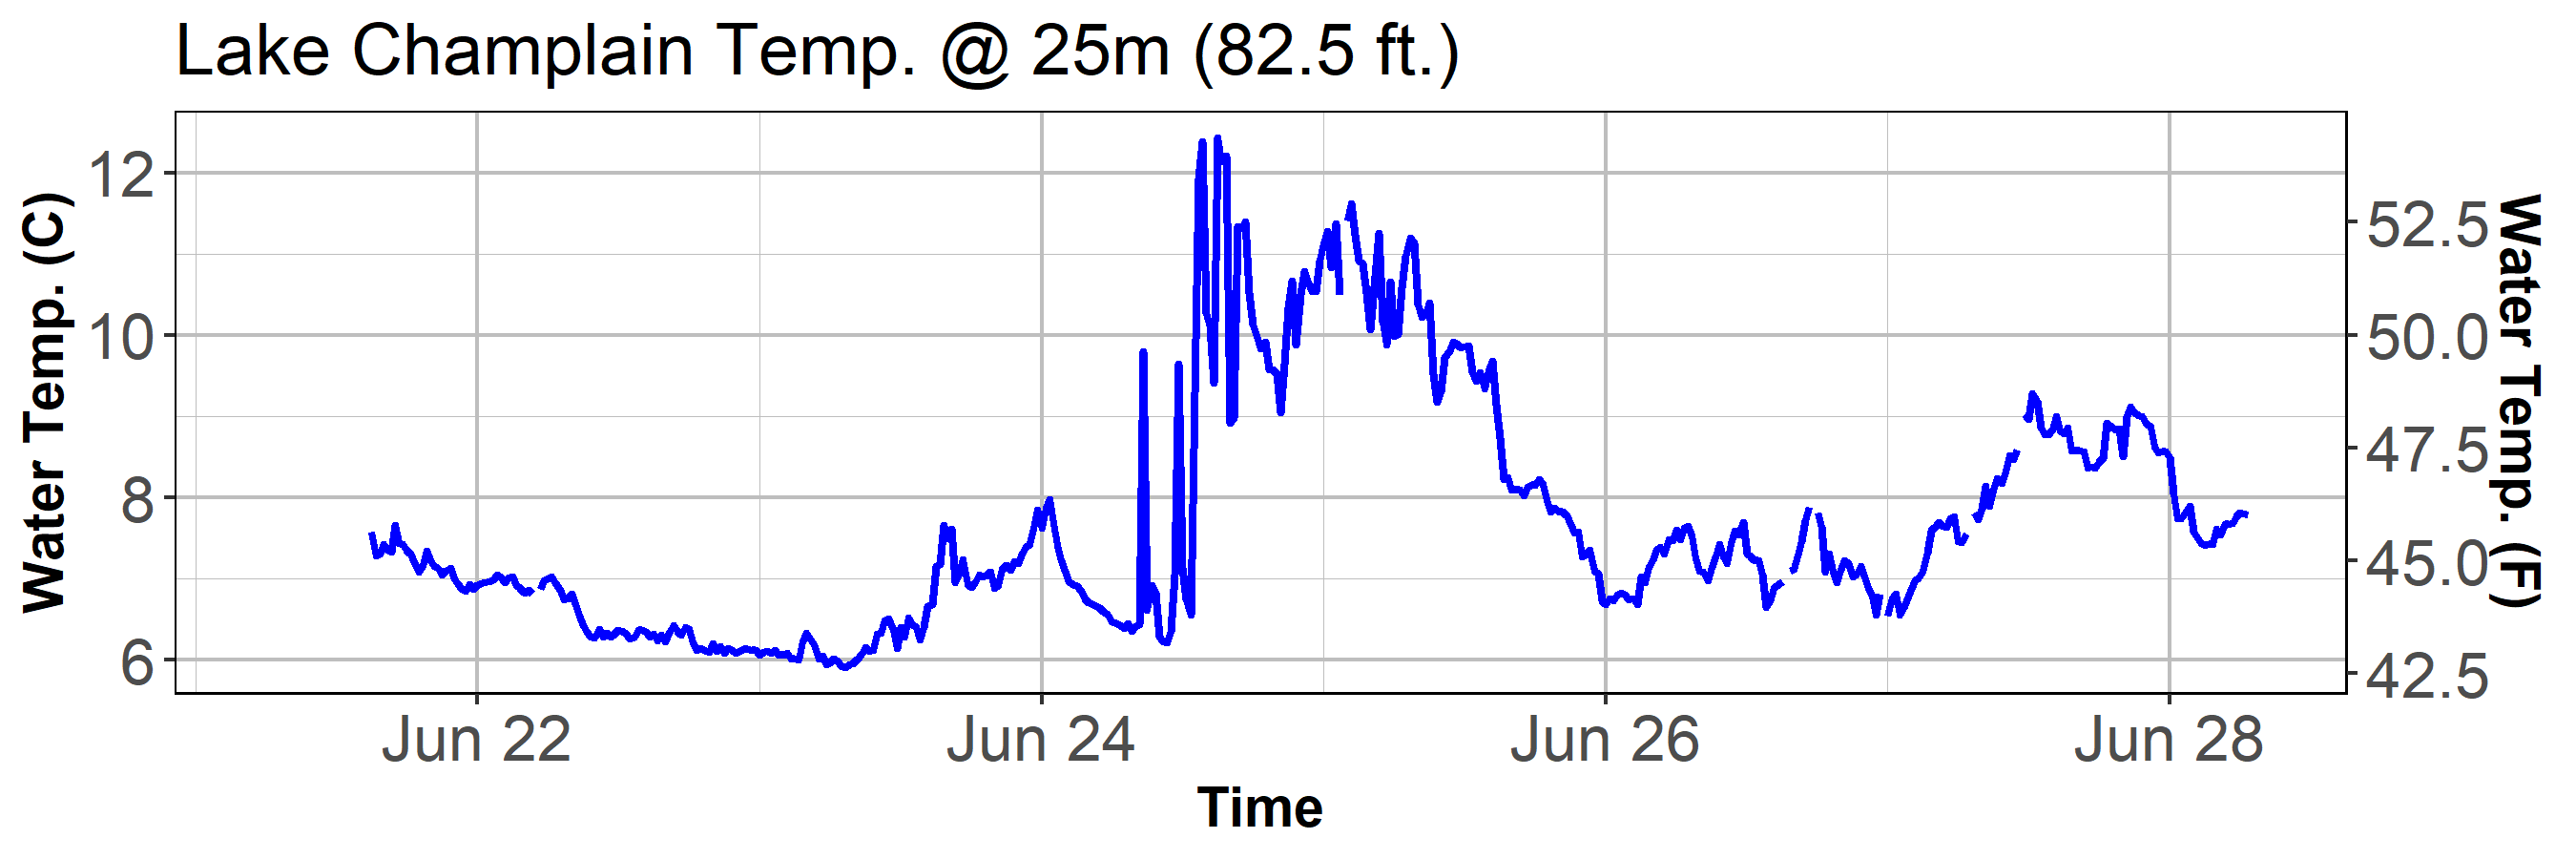 Lake Champlain Temp. @ 25m (82.5 ft.)
Water Temp. (C)
12
10
8
6
52.5
50.0
47.5
45.0
42.5
Water Temp. (F)
Jun 22
Jun 24
Jun 26
Jun 28
Time